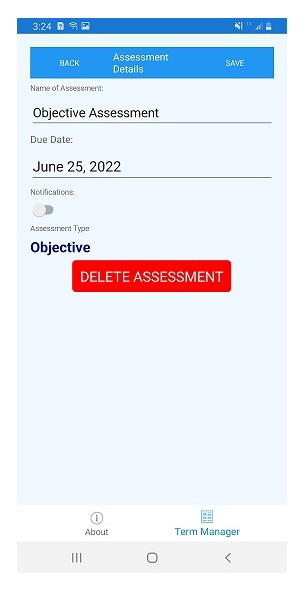 3:24
BACK
Assessment
Details
SAVE
Name of Assessment:
Objective Assessment
Due Date:
June 25, 2022
Notifications:
Assessment Type
Objective
DELETE ASSESSMENT
About
Term Manager